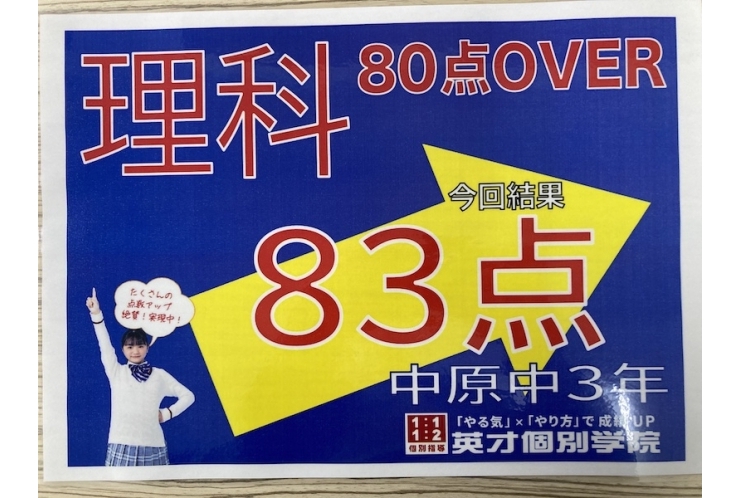 理科
80点OVER
今回結果
83点
たくさんの
点数アップ
絶賛！実現中！
中原中３年
1:1
1:2
個別指導
「やる気」×「やり方」で成績UP
英才個別学院